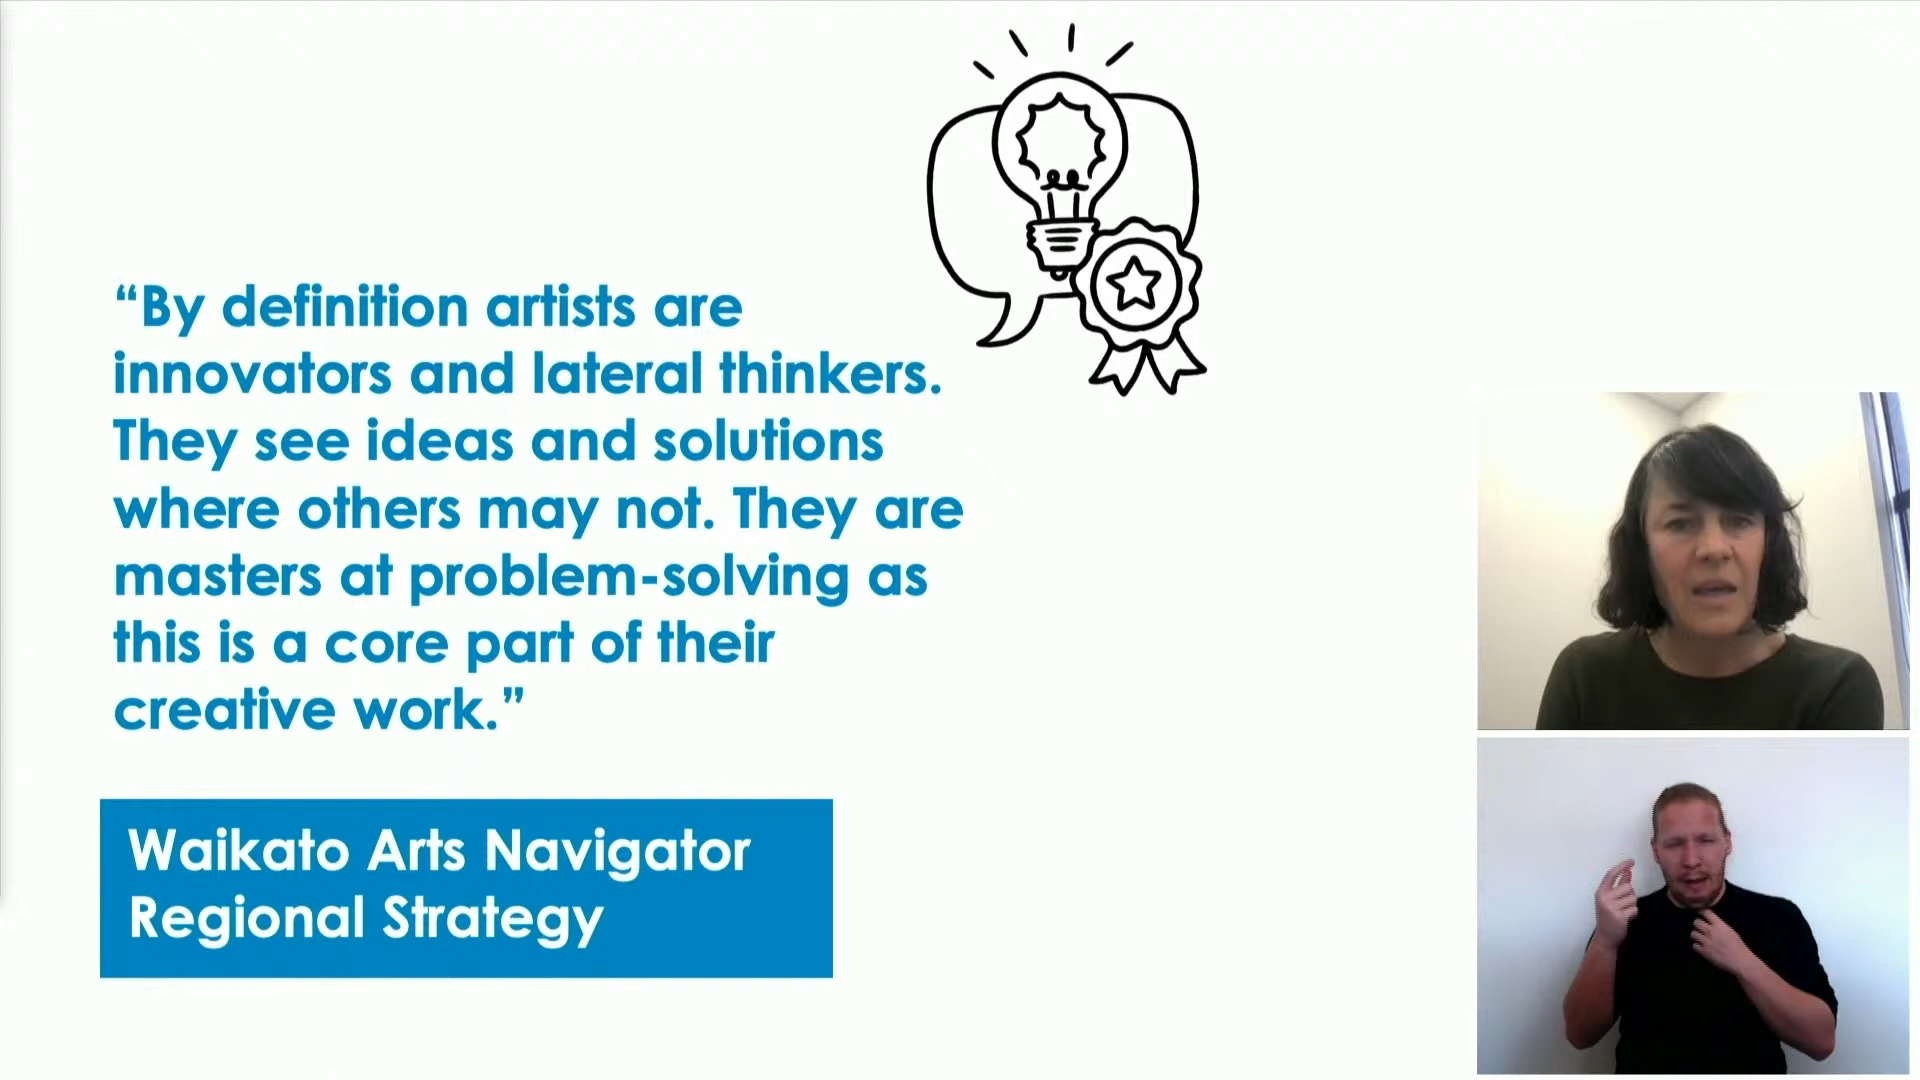 “By definition artists are
innovators and lateral thinkers.
They see ideas and solutions
where others may not. They are
masters at problem-solving as
this is a core part of their
creative work.”
Waikato Arts Navigator
Regional Strategy